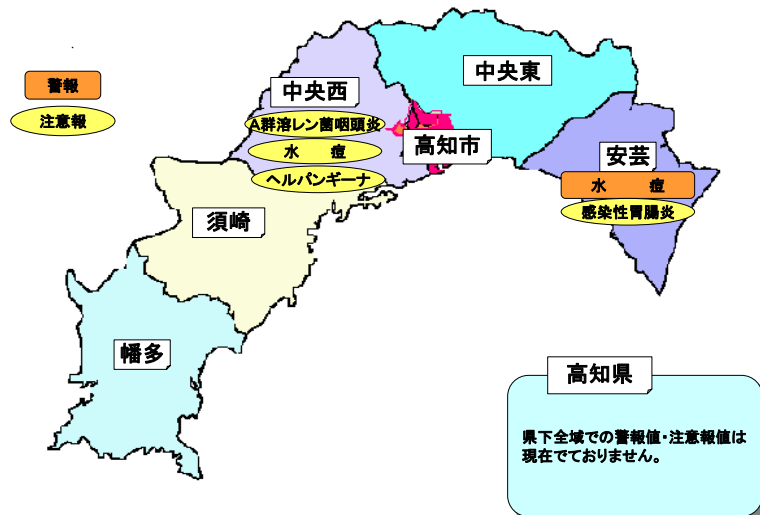 警報
注意報
中央西
A群溶レン菌咽頭炎
水 痘
ヘルパンギーナ
中央東
高知市
安芸
水 痘
感染性胃腸炎
須崎
幡多
高知県
県下全域での警報値・注意報値は
現在でておりません。